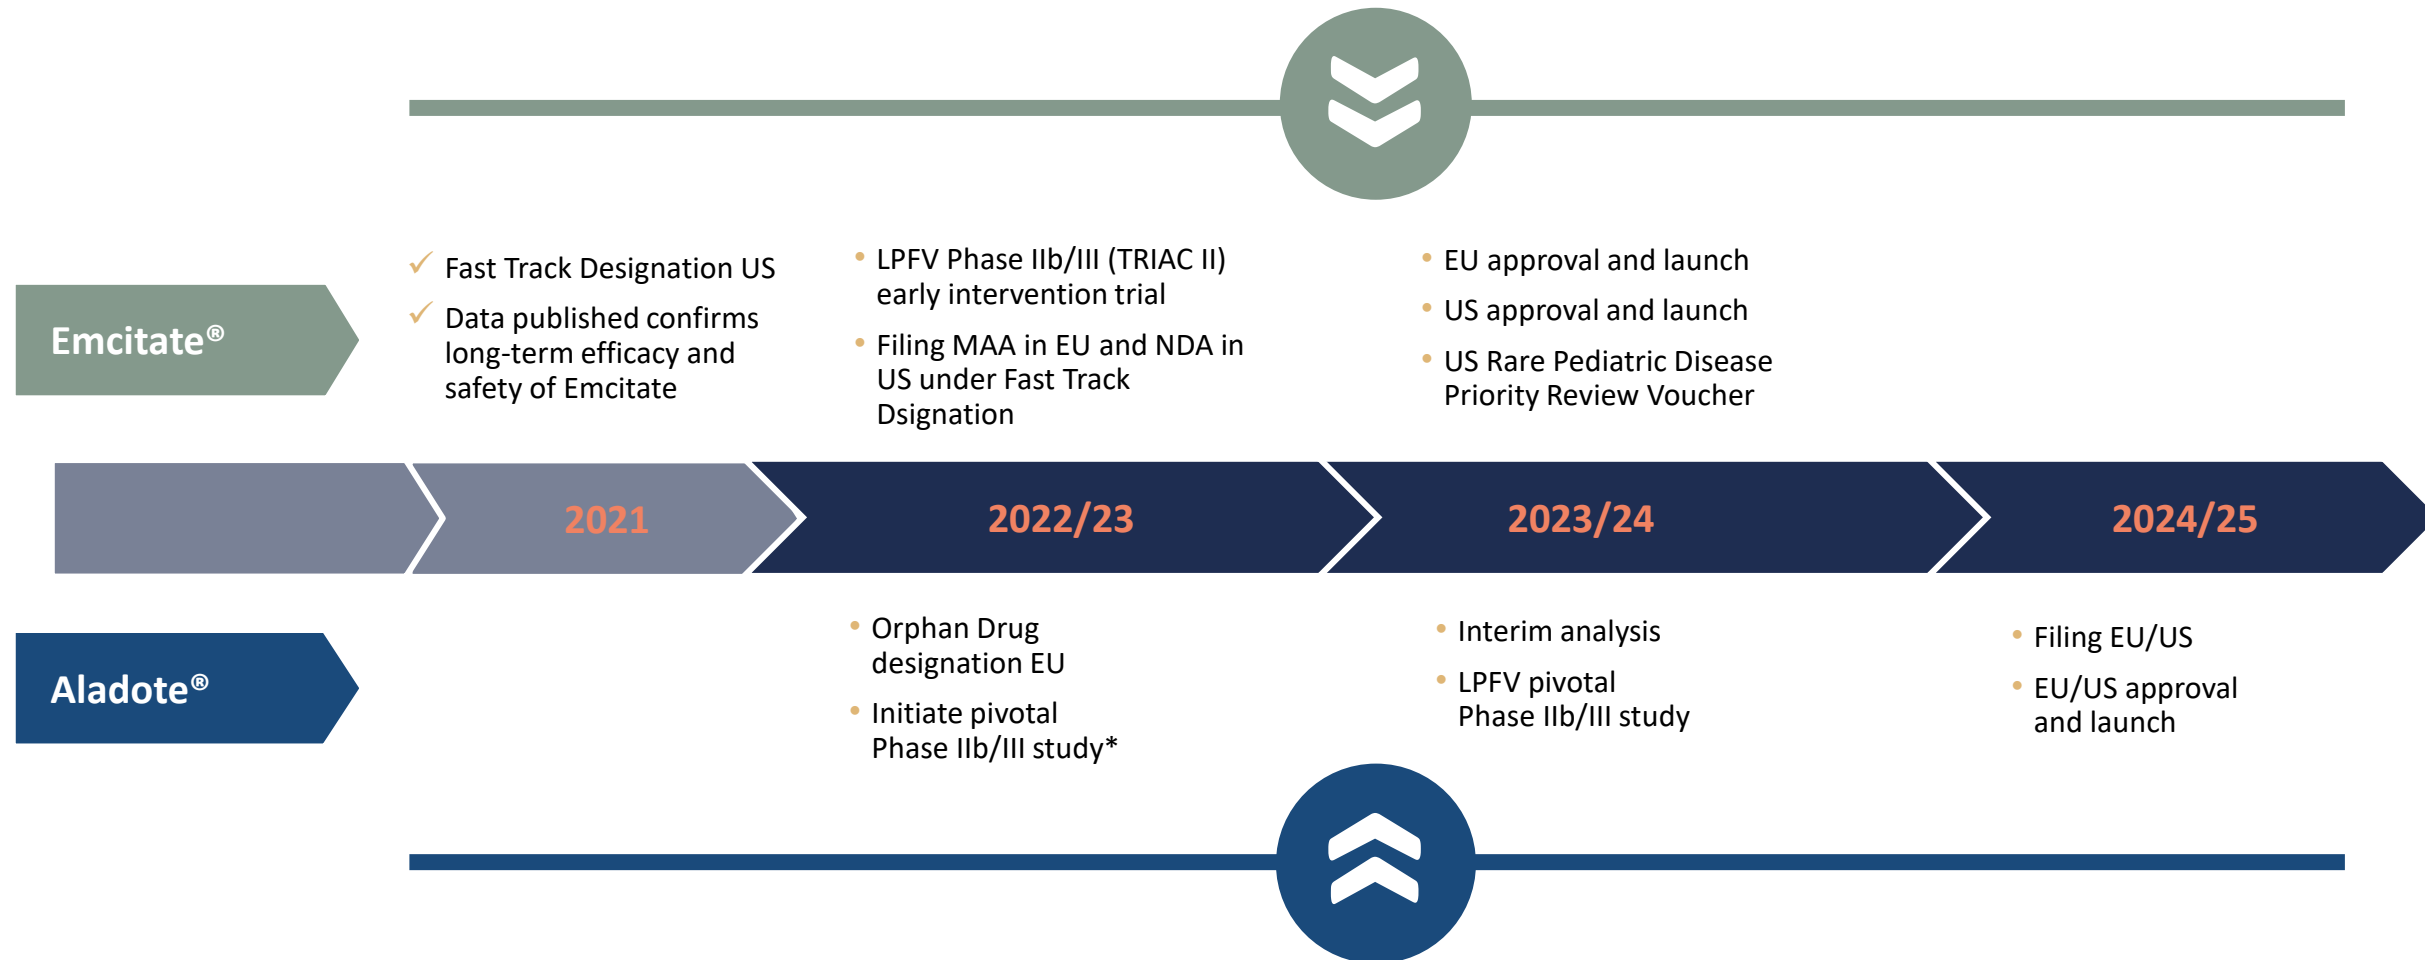 Emcitate®
✓ Fast Track Designation US
✓ Data published confirms
long-term efficacy and
safety of Emcitate
• LPFV Phase IIb/III (TRIAC II)
early intervention trial
• Filing MAA in EU and NDA in
US under Fast Track
Dsignation
• EU approval and launch
• US approval and launch
• US Rare Pediatric Disease
Priority Review Voucher
2021
2022/23
2023/24
2024/25
Aladote®
• Orphan Drug
designation EU
• Initiate pivotal
Phase IIb/III study*
• Interim analysis
• LPFV pivotal
Phase IIb/III study
• Filing EU/US
• EU/US approval
and launch